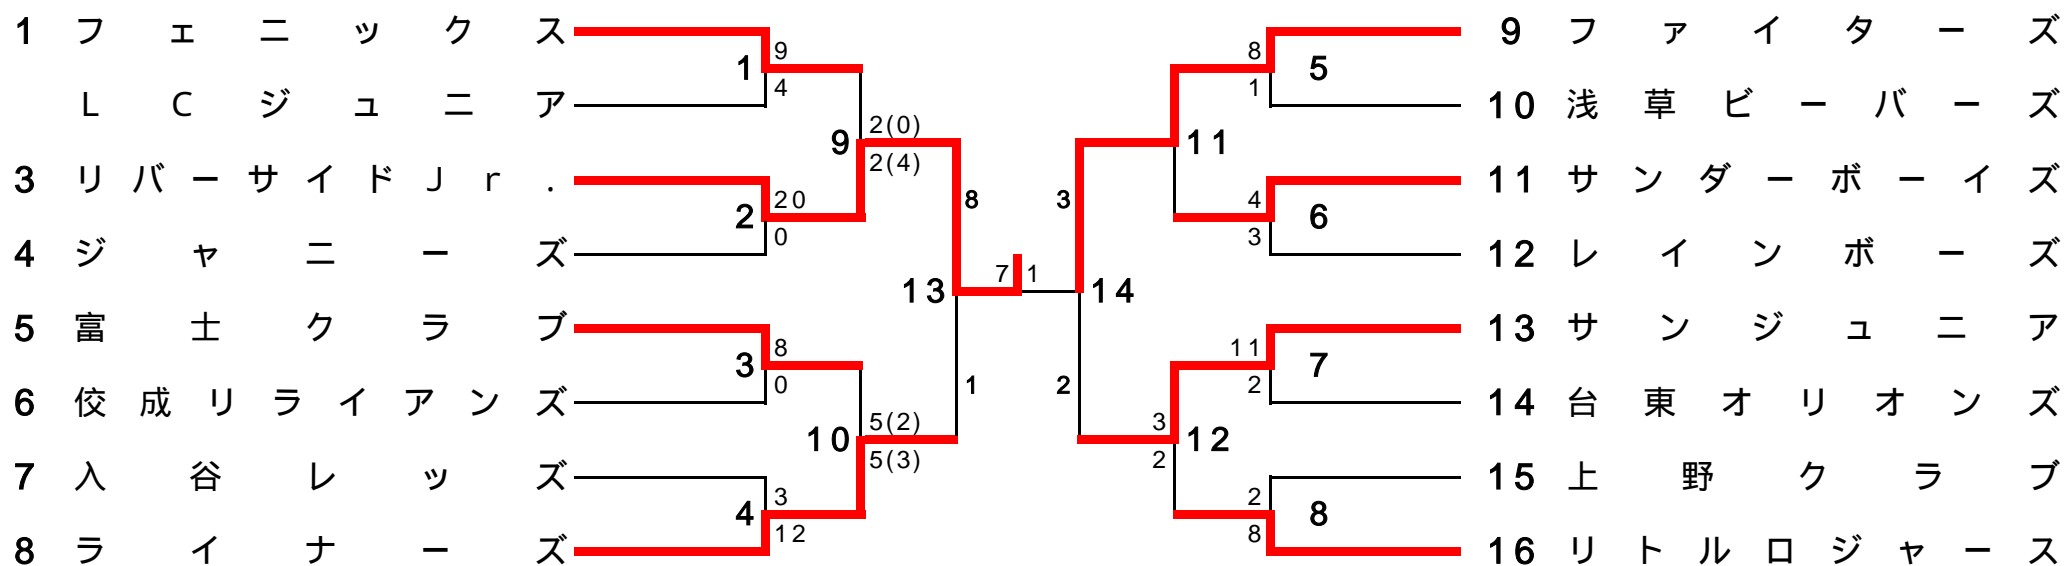 1 フェニックス 9 8 9 ファイターズ
1 5
LCジュニア 4 1 10 浅草ビーバーズ
2(0)
9 11
2(4)
3 リバーサイドJr. 20 8 3 4 11 サンダーボーイズ
2 6
4 ジャニーズ 0 3 12 レインボーズ
7 1
13 14
5 富士クラブ 8 11 13 サンジュニア
3 7
6 佼成リライアンズ 0 1 2 2 14 台東オリオンズ
5(2) 3
10 12
5(3) 2
7 入谷レッズ 3 2 15 上野クラブ
4 8
8 ライナーズ 12 8 16 リトルロジャース